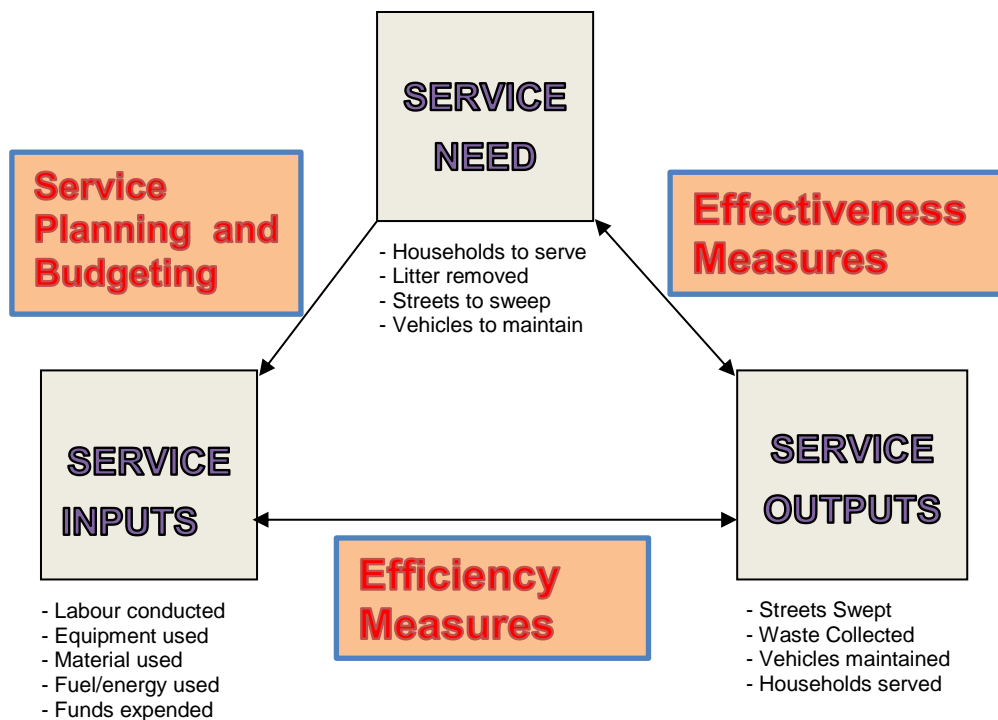 SERVICE
NEED
Service
Planning and
Budgeting
Effectiveness
Measures
- Households to serve
- Litter removed
- Streets to sweep
- Vehicles to maintain
SERVICE
INPUTS
SERVICE
OUTPUTS
Efficiency
Measures
- Labour conducted
- Equipment used
- Material used
- Fuel/energy used
- Funds expended
- Streets Swept
- Waste Collected
- Vehicles maintained
- Households served